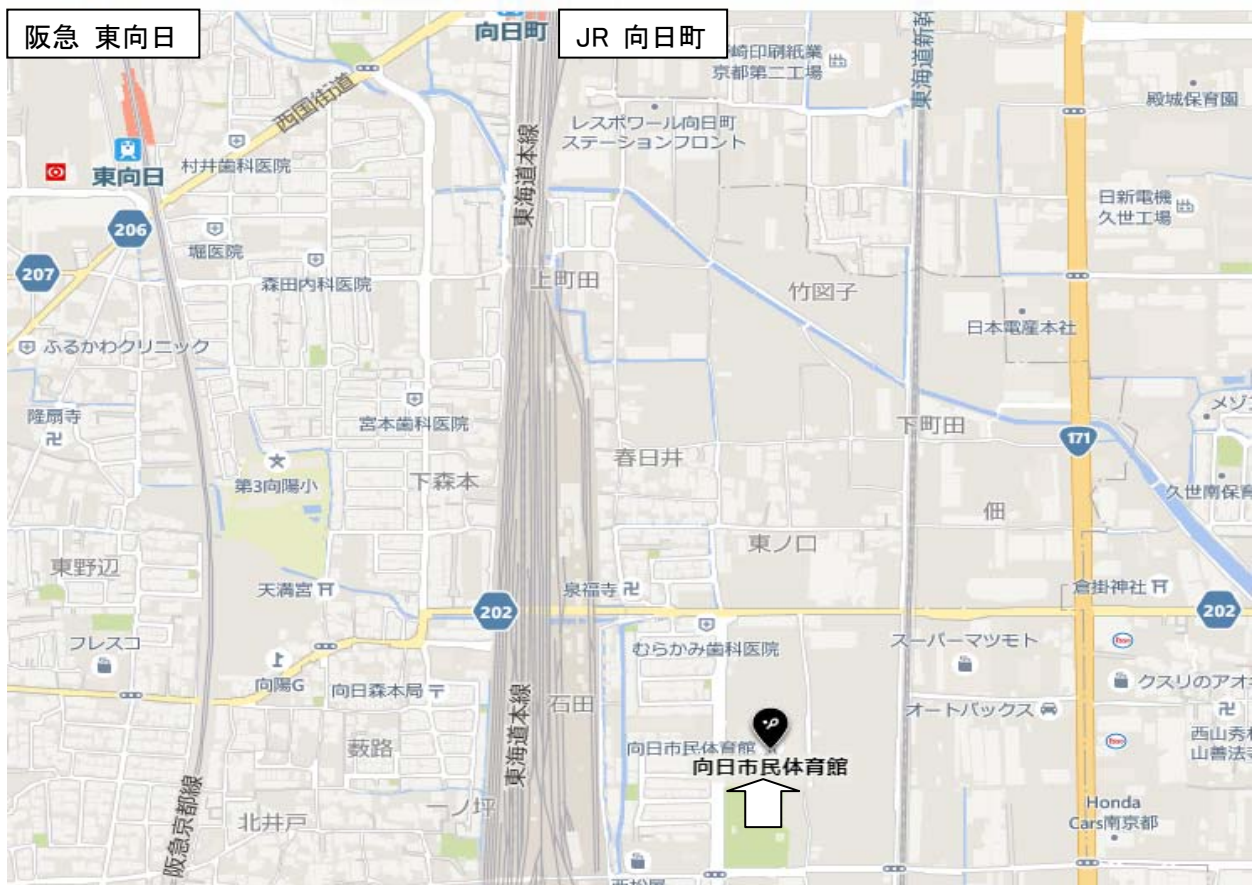 阪急 東向日
向日町
JR 向日町
崎印刷紙業
京都第二工場
東海道新幹
殿城保育園
西国街道
レスポワール向日町
ステーションフロント
村井歯科医院
東向日
東海道本線
日新電機
久世工場
206
堀医院
207
森田内科医院
上町田
竹図子
日本電産本社
ふるかわクリニック
隆扇寺
宮本歯科医院
メゾ
下町田
171
春日井
第3向陽小
下森本
久世南保育
佃
東ノ口
東野辺
天満宮
泉福寺
倉掛神社
202
202
フレスコ
むらかみ歯科医院
スーパーマツモト
向陽G
向日森本局
石田
クスリのアオキ
オートバックス
東海道本線
薮路
向日市民体育館
向日市民体育館
西山秀
山善法寺
阪急京都線
北井戸
一ノ坪
Honda
Cars南京都